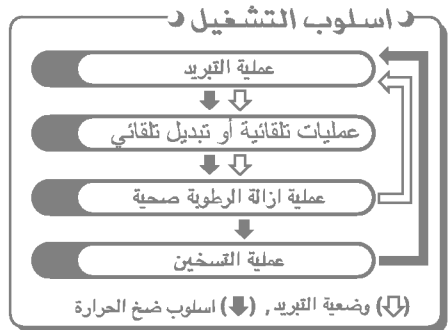 اسلوب التشغيل
عملية التبريد
عمليات تلقائية أو تبديل تلقائي
عملية ازالة الرطوبة صحية
عملية التسخين
(⇩) وضعية التبريد , (⬇) اسلوب ضخ الحرارة